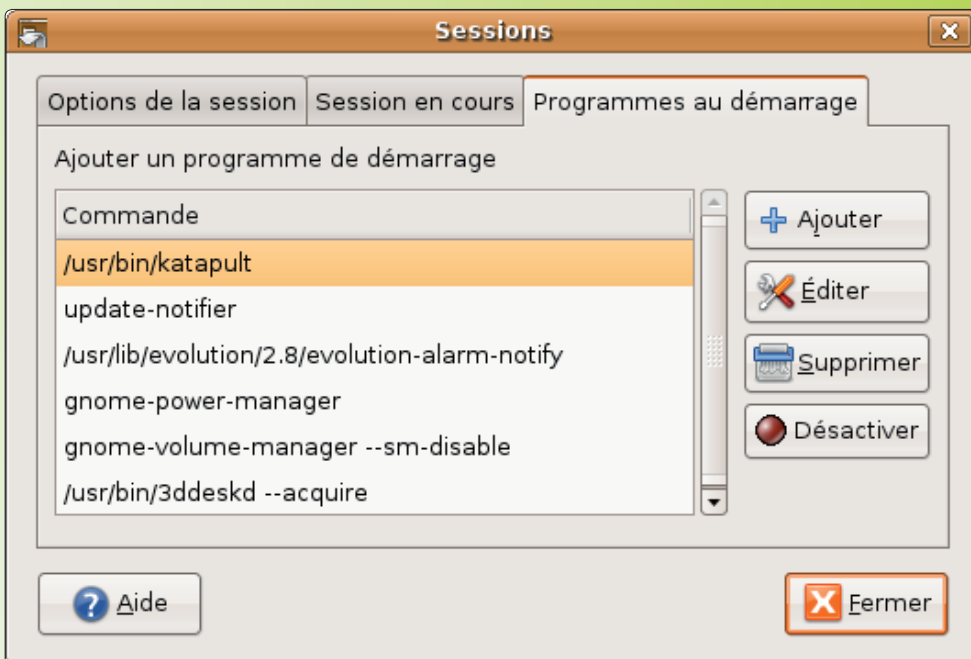 Sessions
Options de la session
Session en cours
Programmes au démarrage
Ajouter un programme de démarrage
Commande
/usr/bin/katapult
update-notifier
/usr/lib/evolution/2.8/evolution-alarm-notify
gnome-power-manager
gnome-volume-manager --sm-disable
/usr/bin/3ddeskd --acquire
Ajouter
Éditer
Supprimer
Désactiver
Aide
Fermer